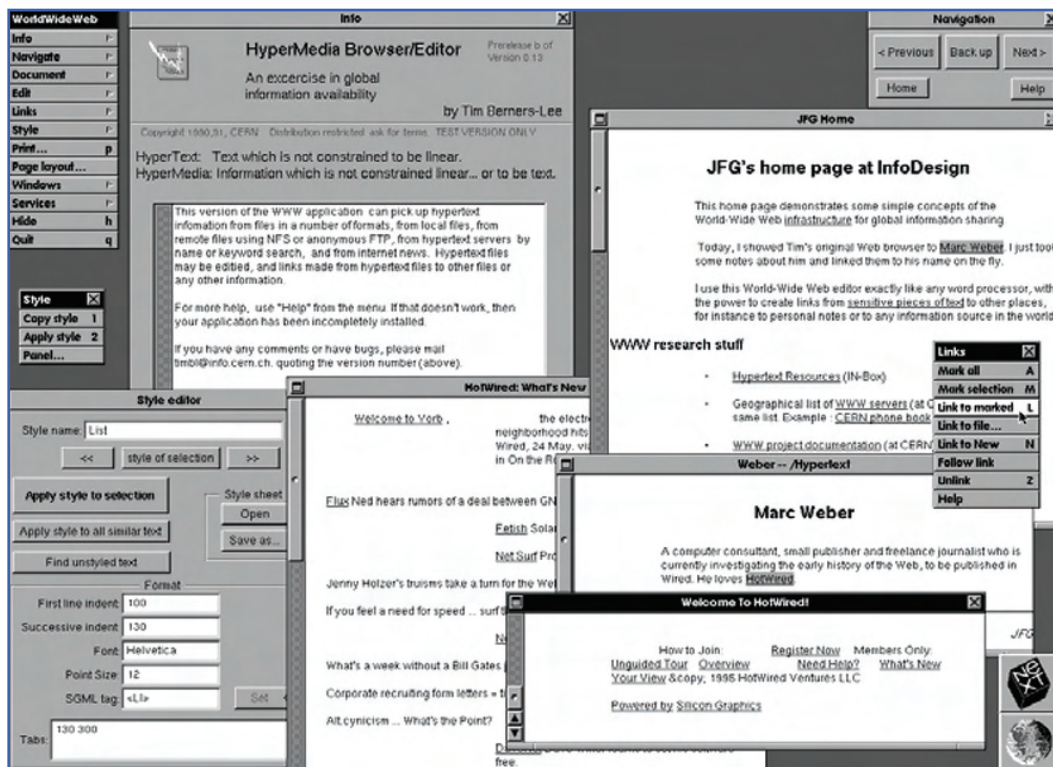 WorldWideWeb
Info
Navigate
Document
Edit
Links
Style
Print... p
Page layout...
Windows
Services
Hide h
Quit q
Style
Copy style 1
Apply style 2
Panel...
Info
HyperMedia Browser/Editor
Prerelease b of
Version 0.13
An excercise in global
information availability
by Tim Berners-Lee
Copyright 1990,91, CERN Distribution restricted ask for terms TEST VERSION ONLY
HyperText: Text which is not constrained to be linear.
HyperMedia: Information which is not constrained linear... or to be text.
This version of the WWW application can pick up hypertext
infomation from files in a number of formats, from local files, from
remote files using NFS or anonymous FTP, from hypertext servers by
name or keyword search, and from internet news. Hypertext files
may be editied, and links made from hypertext files to other files or
any other information.
For more help, use "Help" from the menu. If that doesn't work, then
your application has been incompletely installed.
If you have any comments or have bugs, please mail
timbl@info.cern.ch. quoting the version number (above).
Navigation
< Previous Back up Next >
Home Help
JFG Home
JFG's home page at InfoDesign
This home page demonstrates some simple concepts of the
World-Wide Web infrastructure for global information sharing
Today, I showed Tim's original Web browser to Marc Weber. I just took
some notes about him and linked them to his name on the fly.
I use this World-Wide Web editor exactly like any word processor, with
the power to create links from sensitive pieces of text to other places,
for instance to personal notes or to any information source in the world
WWW research stuff
Hypertext Resources (IN-Box)
Geographical list of WWW servers (at C
same list. Example : CERN phone book
WWW project documentation (at CERN
Links
Mark all A
Mark selection M
Link to marked L
Link to file...
Link to New N
Follow link
Unlink Z
Help
Style editor
Style name: List
<< style of selection >>
Apply style to selection
Style sheet
Open
Apply style to all similar text
Save as...
Find unstyled text
Format
First line indent: 100
Successive indent: 130
Font: Helvetica
Point Size: 12
SGML tag: <LI>
Set
Tabs: 130 300
HotWired: What's New
Welcome to Yorb , the electro
neighborhood hits
Wired, 24 May. via
in On the Ro
Flux Ned hears rumors of a deal between GN
Fetish Solar
Net Surf Pro
Jenny Holzer's truisms take a turn for the We
If you feel a need for speed ... surf t
What's a week without a Bill Gates
Corporate recruiting form letters = t
Alt.cynicism ... What's the Point?
free.
Weber -- /Hypertext
Marc Weber
A computer consultant, small publisher and freelance journalist who is
currently investigating the early history of the Web, to be published in
Wired. He loves HotWired.
JFG
Welcome To HotWired!
How to Join: Register Now Members Only:
Unguided Tour Overview Need Help? What's New
Your View &copy; 1995 HotWired Ventures LLC
Powered by Silicon Graphics
NeXT